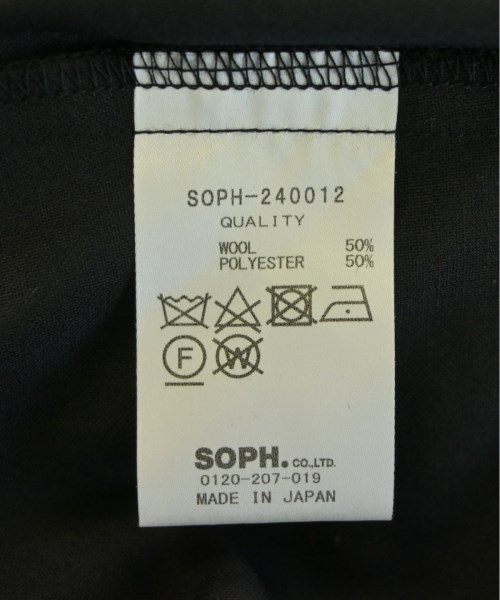 SOPH-240012
QUALITY
WOOL 50%
POLYESTER 50%
F W
SOPH. CO.,LTD.
0120-207-019
MADE IN JAPAN